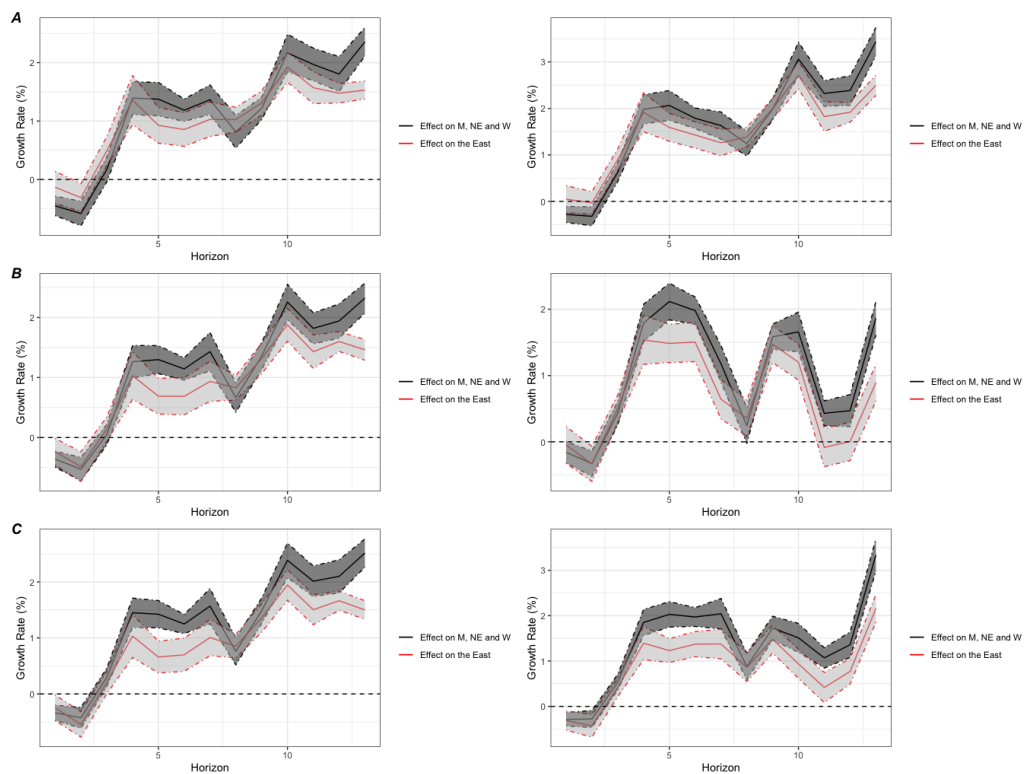 A
Growth Rate (%)
2
1
0
5
10
Horizon
Effect on M, NE and W
Effect on the East
Growth Rate (%)
3
2
1
0
5
10
Horizon
Effect on M, NE and W
Effect on the East
B
Growth Rate (%)
2
1
0
5
10
Horizon
Effect on M, NE and W
Effect on the East
Growth Rate (%)
2
1
0
5
10
Horizon
Effect on M, NE and W
Effect on the East
C
Growth Rate (%)
2
1
0
5
10
Horizon
Effect on M, NE and W
Effect on the East
Growth Rate (%)
3
2
1
0
5
10
Horizon
Effect on M, NE and W
Effect on the East